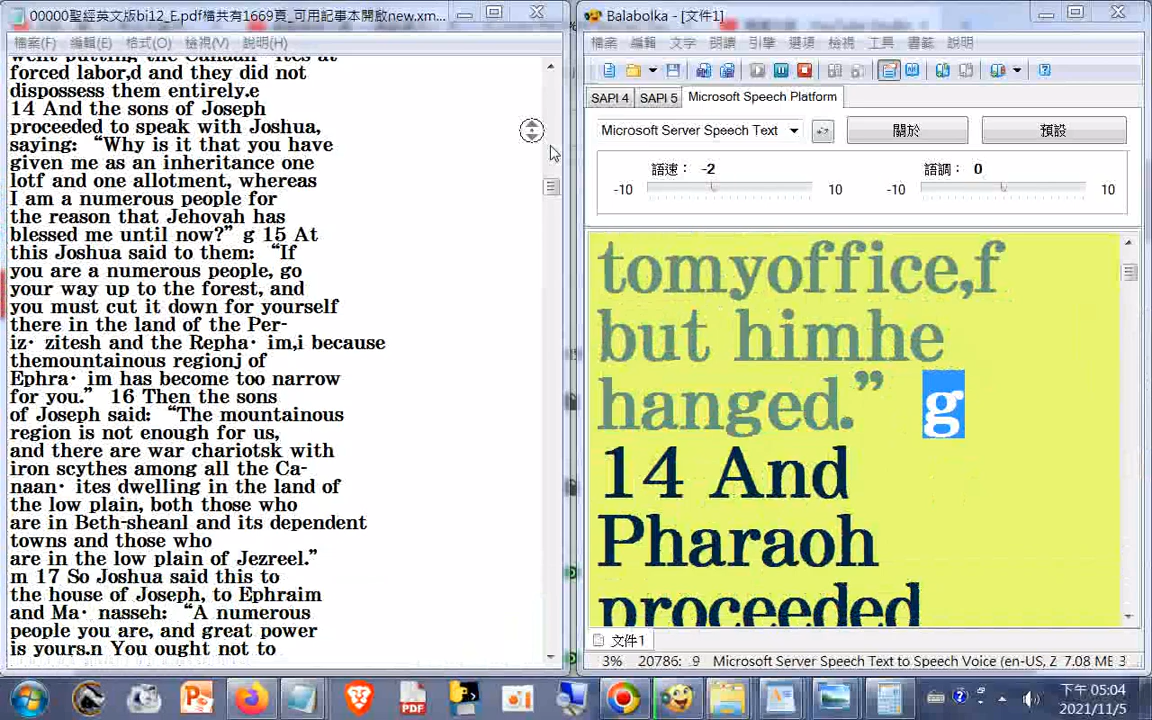 00000聖經英文版bi12_E.pdf檔共有1669頁_可用記事本開啟new.xm...
檔案(F) 編輯(E) 格式(O) 檢視(V) 說明(H)
went putting the Canaan· ites at
forced labor,d and they did not
dispossess them entirely.e
14 And the sons of Joseph
proceeded to speak with Joshua,
saying: “Why is it that you have
given me as an inheritance one
lotf and one allotment, whereas
I am a numerous people for
the reason that Jehovah has
blessed me until now?” g 15 At
this Joshua said to them: “If
you are a numerous people, go
your way up to the forest, and
you must cut it down for yourself
there in the land of the Per-
iz· zitesh and the Repha· im,i because
themountainous regionj of
Ephra· im has become too narrow
for you.” 16 Then the sons
of Joseph said: “The mountainous
region is not enough for us,
and there are war chariotsk with
iron scythes among all the Ca-
naan· ites dwelling in the land of
the low plain, both those who
are in Beth-sheanl and its dependent
towns and those who
are in the low plain of Jezreel.”
m 17 So Joshua said this to
the house of Joseph, to Ephraim
and Ma· nasseh: “A numerous
people you are, and great power
is yours.n You ought not to
Balabolka - [文件1]
檔案 編輯 文字 朗讀 引擎 選項 檢視 工具 書籤 說明
SAPI 4 SAPI 5 Microsoft Speech Platform
Microsoft Server Speech Text 關於 預設
語速： -2 語調： 0
-10 10 -10 10
tomyoffice,f
but himhe
hanged.” g
14 And
Pharaoh
proceeded
文件1
3% 20786: 9 Microsoft Server Speech Text to Speech Voice (en-US, Z 7.08 ME 3
下午 05:04
2021/11/5